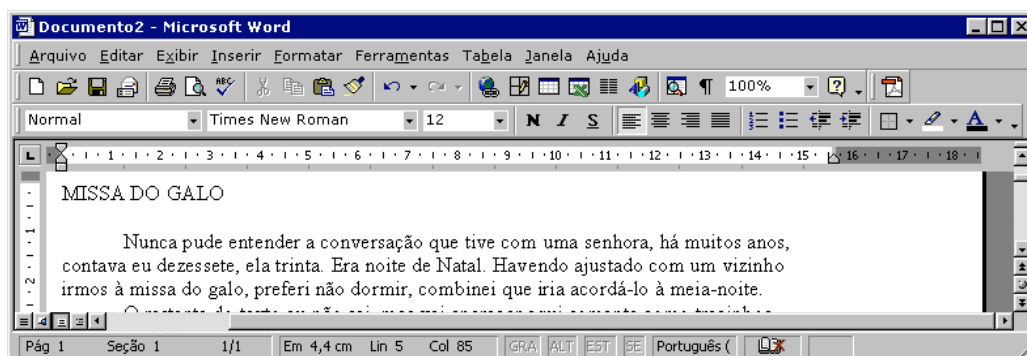 Documento2 - Microsoft Word
Arquivo Editar Exibir Inserir Formatar Ferramentas Tabela Janela Ajuda
ABC 100%
Normal Times New Roman 12 N I S A
L 1 2 3 4 5 6 7 8 9 10 11 12 13 14 15 16 17 18
MISSA DO GALO
Nunca pude entender a conversação que tive com uma senhora, há muitos anos,
contava eu dezessete, ela trinta. Era noite de Natal. Havendo ajustado com um vizinho
irmos à missa do galo, preferi não dormir, combinei que iria acordá-lo à meia-noite.
Pág 1 Seção 1 1/1 Em 4,4 cm Lin 5 Col 85 GRA ALT EST SE Português (